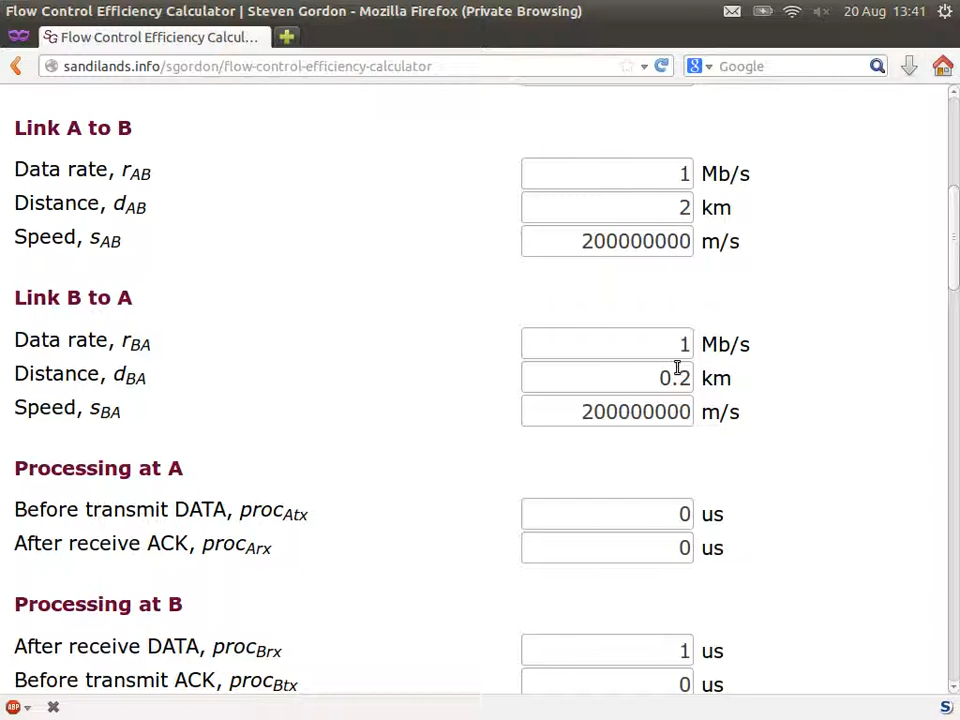 Flow Control Efficiency Calculator | Steven Gordon - Mozilla Firefox (Private Browsing)
20 Aug 13:41
Flow Control Efficiency Calcul...
sandilands.info/sgordon/flow-control-efficiency-calculator
Google
Link A to B
Data rate, rAB 1 Mb/s
Distance, dAB 2 km
Speed, sAB 200000000 m/s
Link B to A
Data rate, rBA 1 Mb/s
Distance, dBA 0.2 km
Speed, sBA 200000000 m/s
Processing at A
Before transmit DATA, procAtx 0 us
After receive ACK, procArx 0 us
Processing at B
After receive DATA, procBrx 1 us
Before transmit ACK, procBtx 0 us
ABP